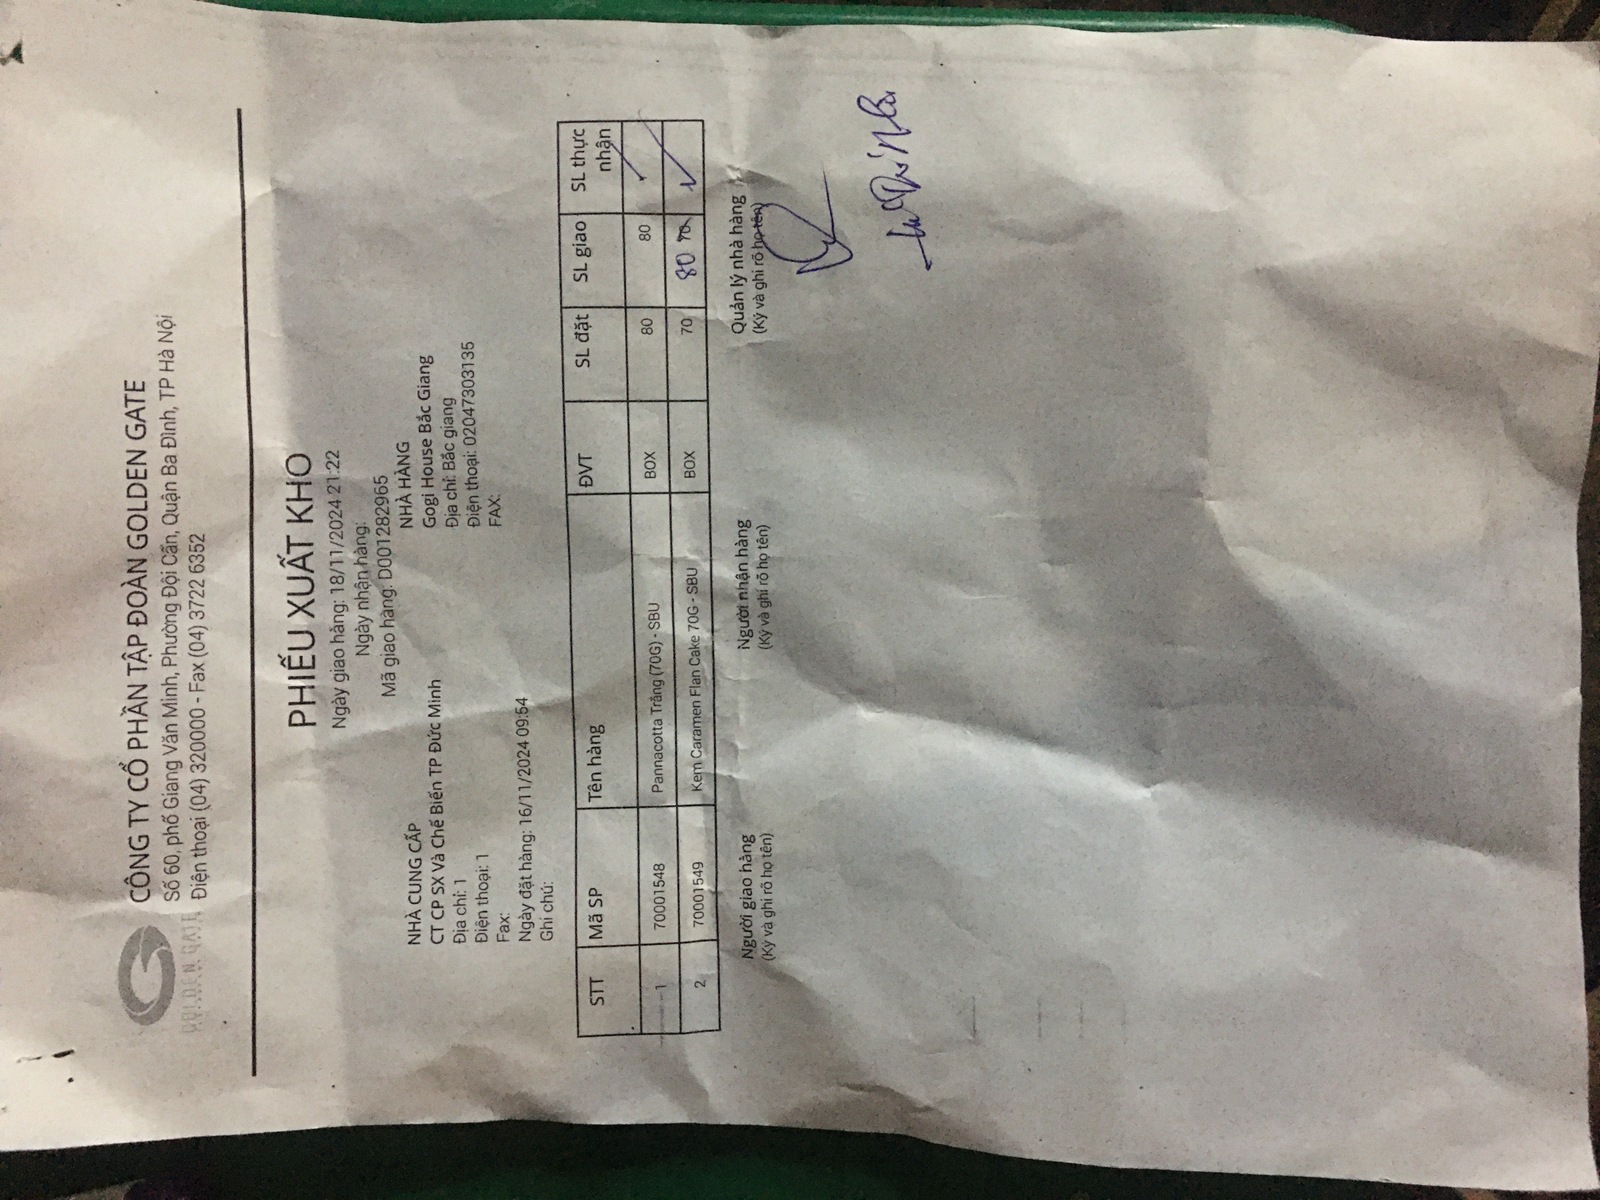 CÔNG TY CỔ PHẦN TẬP ĐOÀN GOLDEN GATE
Số 60, phố Giang Văn Minh, Phường Đội Cấn, Quận Ba Đình, TP Hà Nội
GOLDEN GATE Điện thoại (04) 320000 - Fax (04) 3722 6352
PHIẾU XUẤT KHO
Ngày giao hàng: 18/11/2024 21:22
Ngày nhận hàng:
Mã giao hàng: D001282965
NHÀ CUNG CẤP
CT CP SX Và Chế Biến TP Đức Minh
Địa chỉ: 1
Điện thoại: 1
Fax:
Ngày đặt hàng: 16/11/2024 09:54
Ghi chú:
NHÀ HÀNG
Gogi House Bắc Giang
Địa chỉ: Bắc giang
Điện thoại: 02047303135
FAX:
STT Mã SP Tên hàng ĐVT SL đặt SL giao SL thực nhận
1 70001548 Pannacotta Trắng (70G) - SBU BOX 80 80
2 70001549 Kem Caramen Flan Cake 70G - SBU BOX 70 80 70
Người giao hàng Người nhận hàng Quản lý nhà hàng
(Ký và ghi rõ họ tên) (Ký và ghi rõ họ tên) (Ký và ghi rõ họ tên)